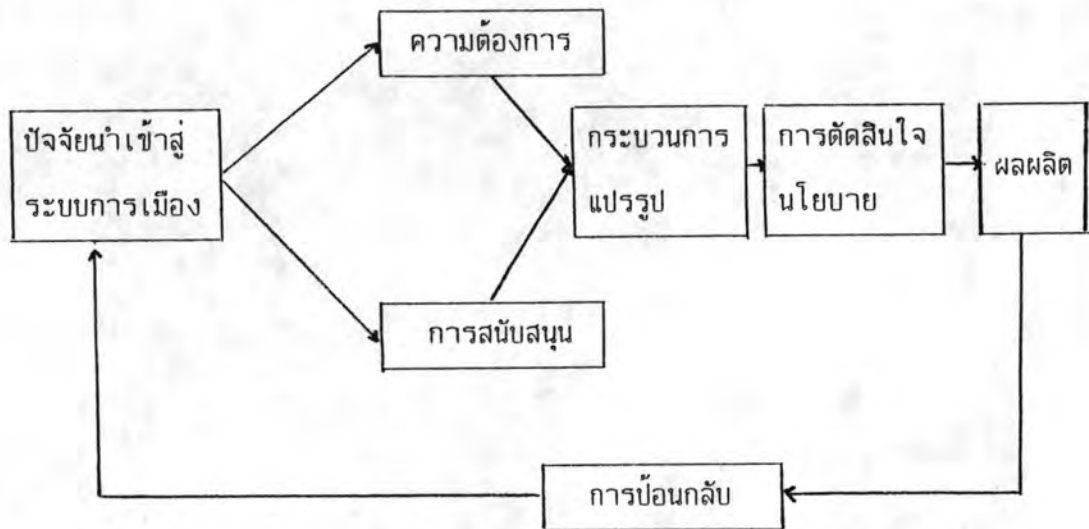 ความต้องการ
ปัจจัยนำเข้าสู่
ระบบการเมือง
กระบวนการ
แปรรูป
การตัดสินใจ
นโยบาย
ผลผลิต
การสนับสนุน
การป้อนกลับ